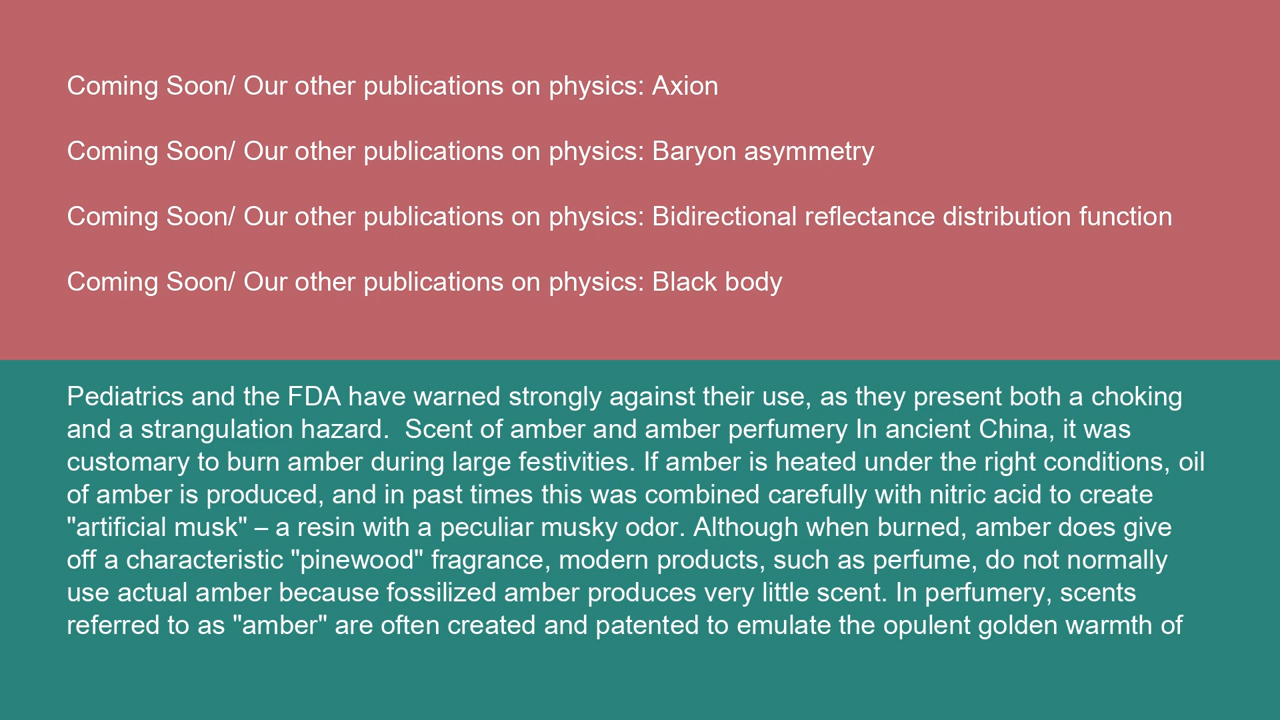 Coming Soon/ Our other publications on physics: Axion
Coming Soon/ Our other publications on physics: Baryon asymmetry
Coming Soon/ Our other publications on physics: Bidirectional reflectance distribution function
Coming Soon/ Our other publications on physics: Black body
Pediatrics and the FDA have warned strongly against their use, as they present both a choking
and a strangulation hazard.  Scent of amber and amber perfumery In ancient China, it was
customary to burn amber during large festivities. If amber is heated under the right conditions, oil
of amber is produced, and in past times this was combined carefully with nitric acid to create
"artificial musk" – a resin with a peculiar musky odor. Although when burned, amber does give
off a characteristic "pinewood" fragrance, modern products, such as perfume, do not normally
use actual amber because fossilized amber produces very little scent. In perfumery, scents
referred to as "amber" are often created and patented to emulate the opulent golden warmth of